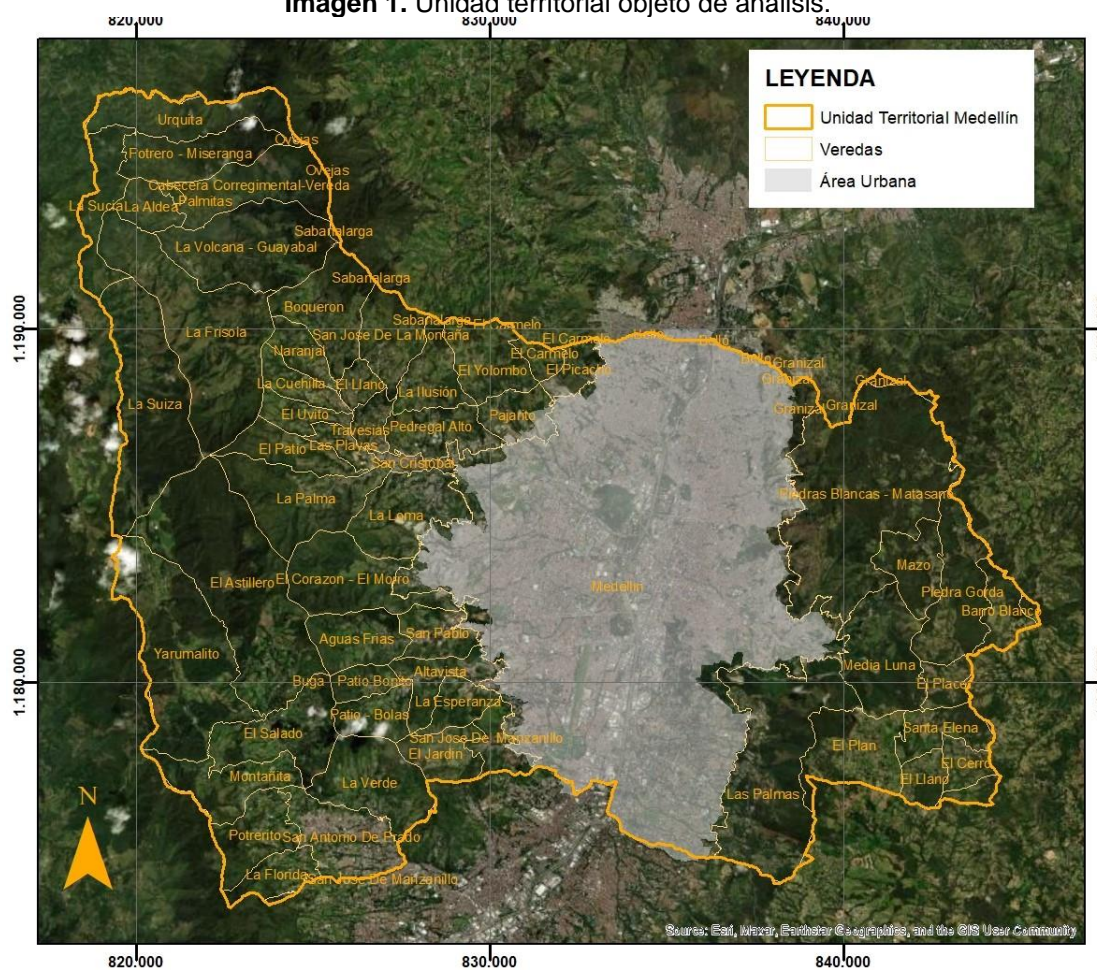 Imagen 1. Unidad territorial objeto de análisis.
820.000 830.000 840.000
LEYENDA
Unidad Territorial Medellín
Veredas
Área Urbana
Urquita
Ovejas
Potrero - Miseranga
Ovejas
Cabecera Corregimental-Vereda
Palmitas
La Sucia
La Aldea
Sabanalarga
La Volcana - Guayabal
Sabanalarga
Boqueron
Sabanalarga
El Carmelo
1.190.000
La Frisola
San Jose De La Montaña
El Carmelo
Bello
Bello
Naranjal
El Carmelo
Bello
Granizal
El Yolombo
El Picacho
Granizal
Granizal
La Cuchilla
El Llano
La Ilusión
La Suiza
Granizal
Granizal
El Uvito
Pajarito
Travesias
Pedregal Alto
El Patio
Las Playas
San Cristobal
La Palma
Piedras Blancas - Matasano
La Loma
Mazo
El Astillero
El Corazon - El Morro
Medellín
Piedra Gorda
Barro Blanco
Aguas Frias
San Pablo
Yarumalito
Altavista
Media Luna
1.180.000
Buga
Patio Bonito
El Placer
La Esperanza
Patio - Bolas
El Salado
San Jose De Manzanillo
Santa Elena
El Jardin
El Plan
El Cerro
Montañita
La Verde
El Llano
Las Palmas
N
Potrerito
San Antonio De Prado
La Florida
San Jose De Manzanillo
Source: Esri, Maxar, Earthstar Geographics, and the GIS User Community
820.000 830.000 840.000